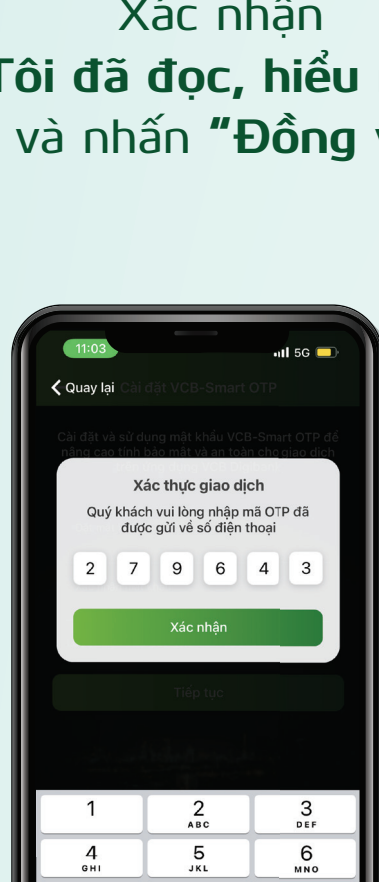 Xác nhận
Tôi đã đọc, hiểu
và nhấn “Đồng
11:03
5G
Quay lại Cài đặt VCB-Smart OTP
Cài đặt và sử dụng mật khẩu VCB-Smart OTP để
nâng cao tính bảo mật và an toàn cho giao dịch
Xác thực giao dịch
Quý khách vui lòng nhập mã OTP đã
được gửi về số điện thoại
2 7 9 6 4 3
Xác nhận
Tiếp tục
1 2 3
ABC DEF
4 5 6
GHI JKL MNO